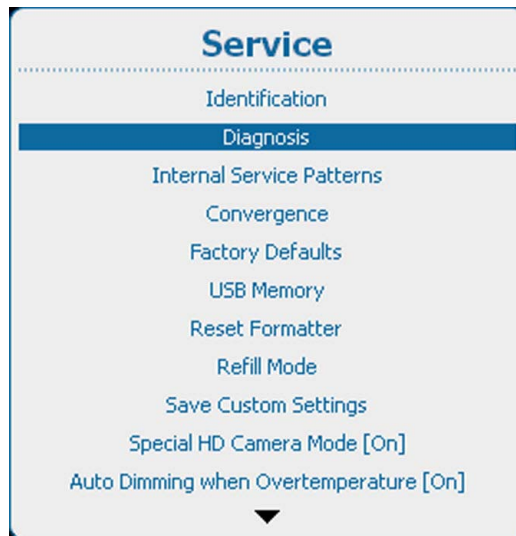 Service
Identification
Diagnosis
Internal Service Patterns
Convergence
Factory Defaults
USB Memory
Reset Formatter
Refill Mode
Save Custom Settings
Special HD Camera Mode [On]
Auto Dimming when Overtemperature [On]